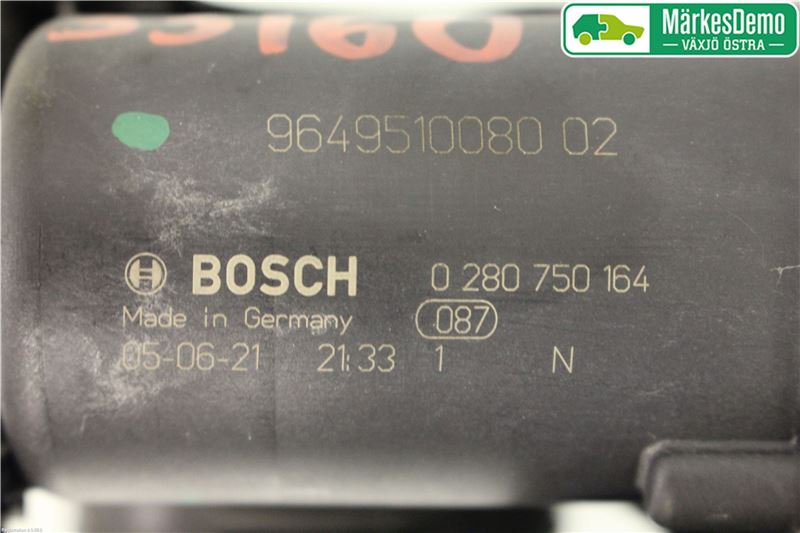 55160
MärkesDemo
VÄXJÖ ÖSTRA
9649510080 02
BOSCH 0 280 750 164
Made in Germany 087
05-06-21 21:33 1 N